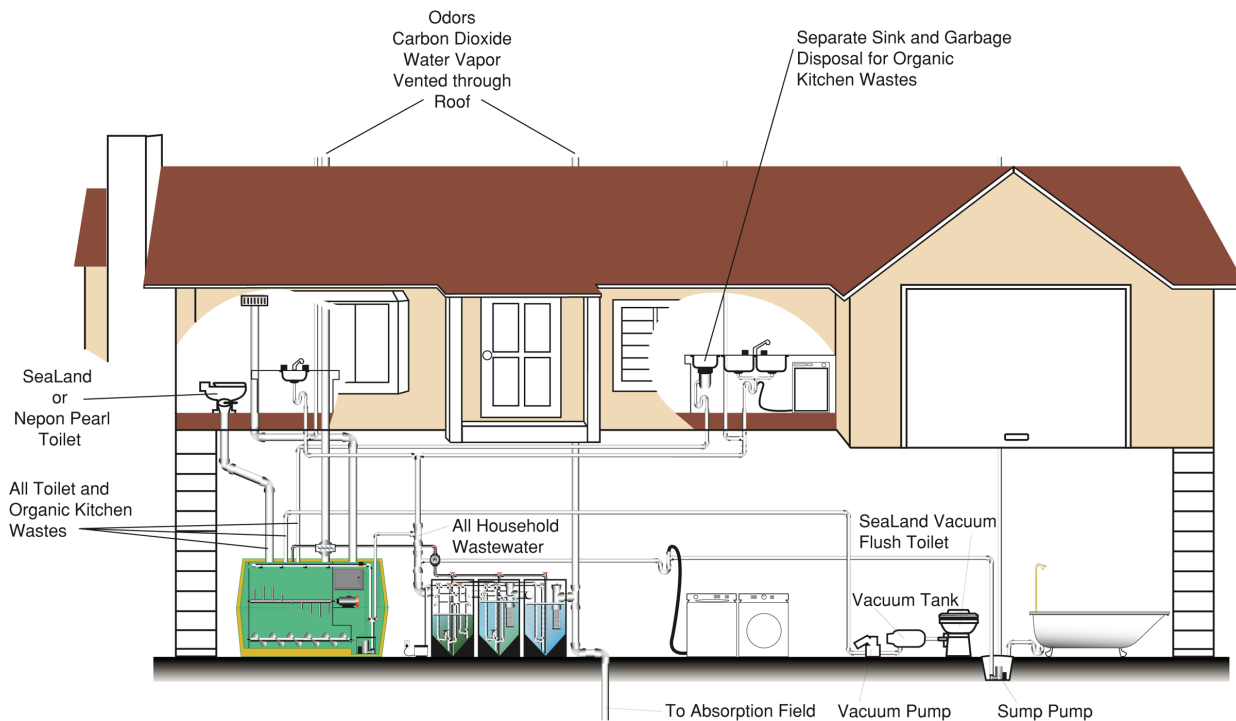 Odors
Carbon Dioxide
Water Vapor
Vented through
Roof
Separate Sink and Garbage
Disposal for Organic
Kitchen Wastes
SeaLand
or
Nepon Pearl
Toilet
All Toilet and
Organic Kitchen
Wastes
All Household
Wastewater
SeaLand Vacuum
Flush Toilet
Vacuum Tank
To Absorption Field
Vacuum Pump
Sump Pump